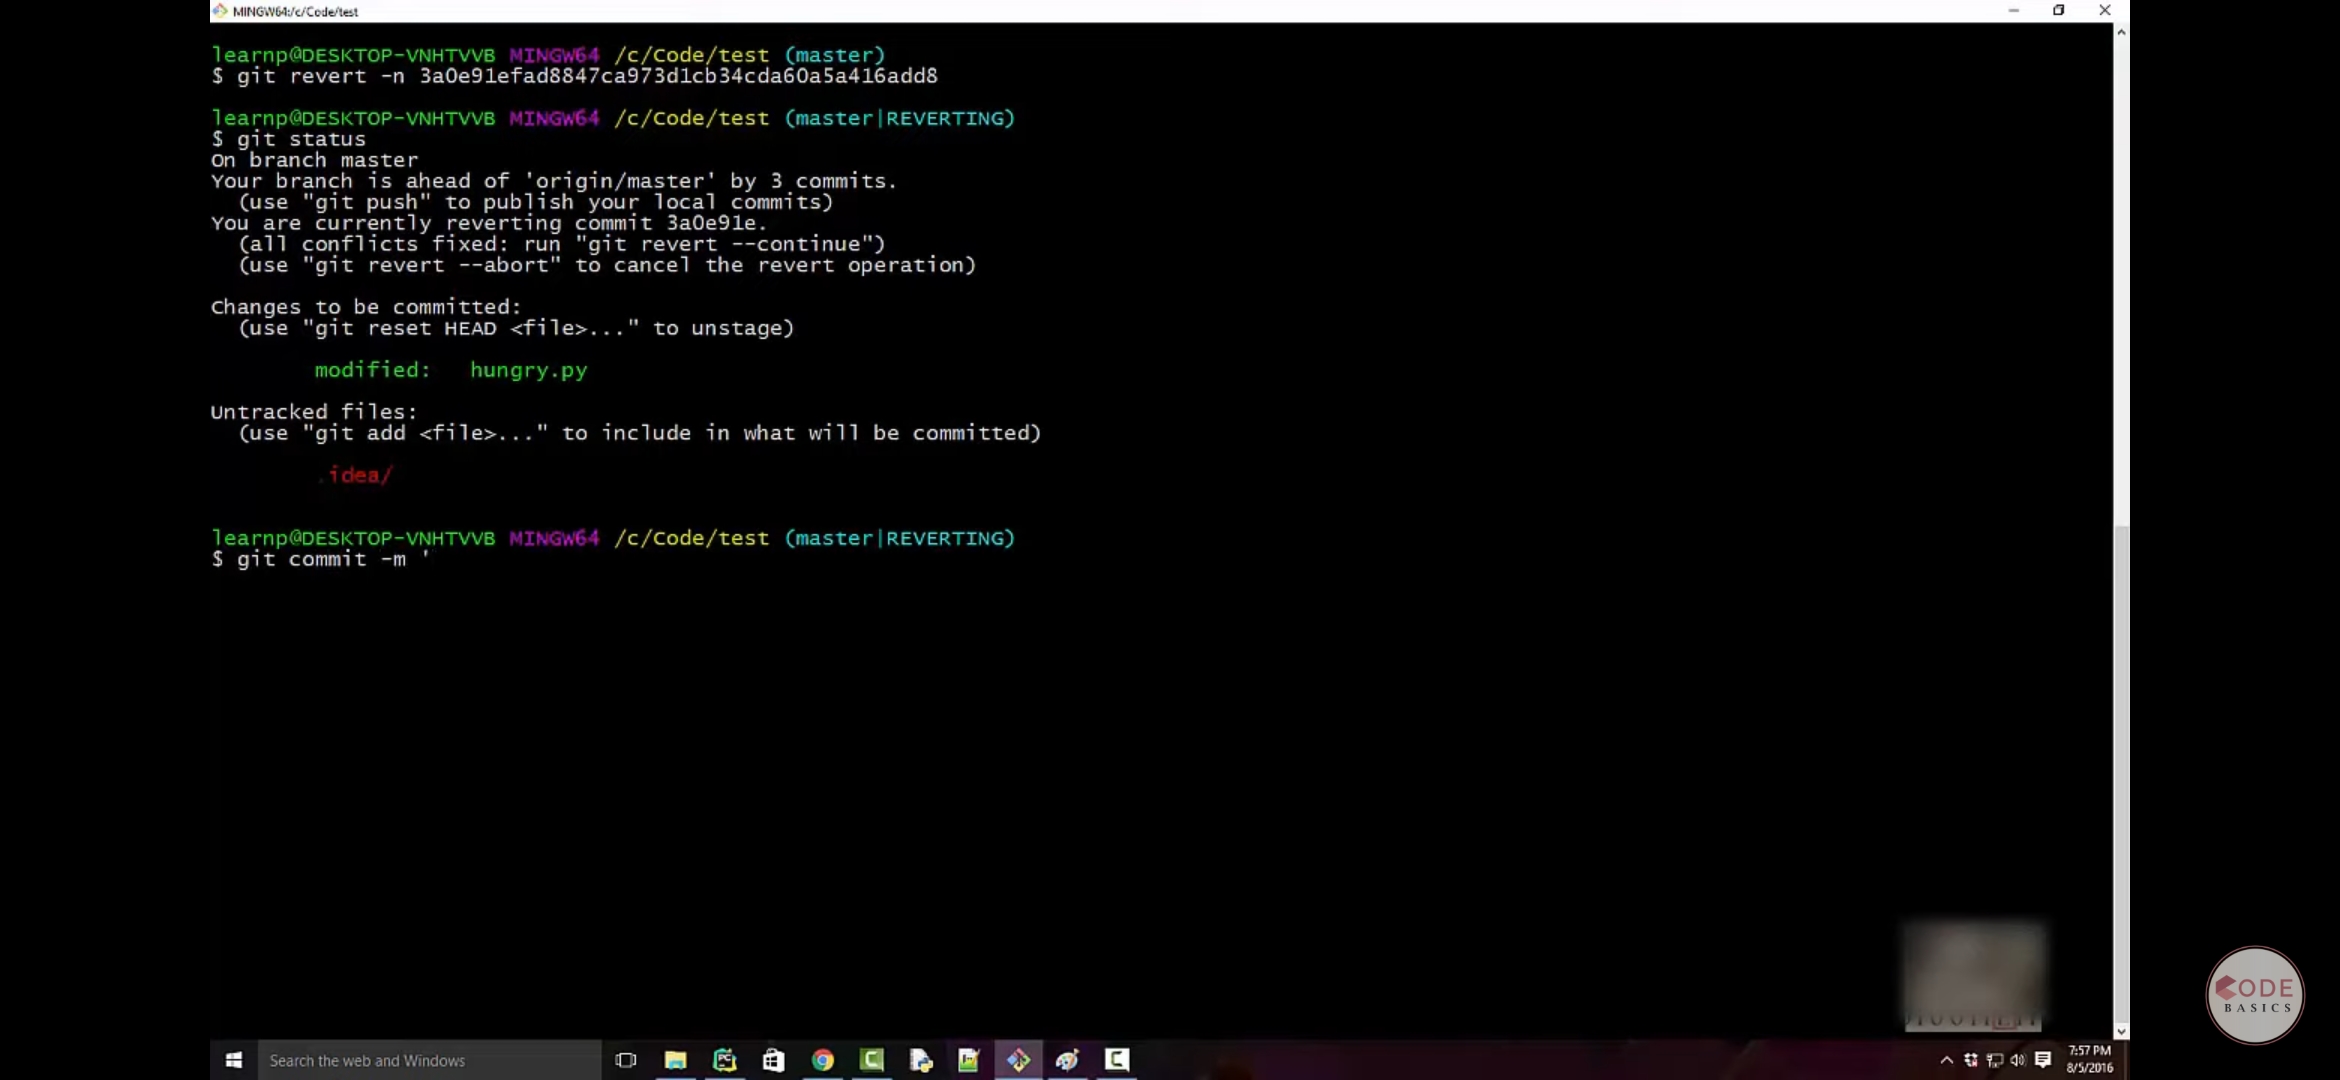 MINGW64:/c/Code/test
learnp@DESKTOP-VNHTVVB MINGW64 /c/Code/test (master)
$ git revert -n 3a0e91efad8847ca973d1cb34cda60a5a416add8
learnp@DESKTOP-VNHTVVB MINGW64 /c/Code/test (master|REVERTING)
$ git status
On branch master
Your branch is ahead of 'origin/master' by 3 commits.
(use "git push" to publish your local commits)
You are currently reverting commit 3a0e91e.
(all conflicts fixed: run "git revert --continue")
(use "git revert --abort" to cancel the revert operation)
Changes to be committed:
(use "git reset HEAD <file>..." to unstage)
modified:   hungry.py
Untracked files:
(use "git add <file>..." to include in what will be committed)
.idea/
learnp@DESKTOP-VNHTVVB MINGW64 /c/Code/test (master|REVERTING)
$ git commit -m '
CODE
BASICS
Search the web and Windows
7:57 PM
8/5/2016